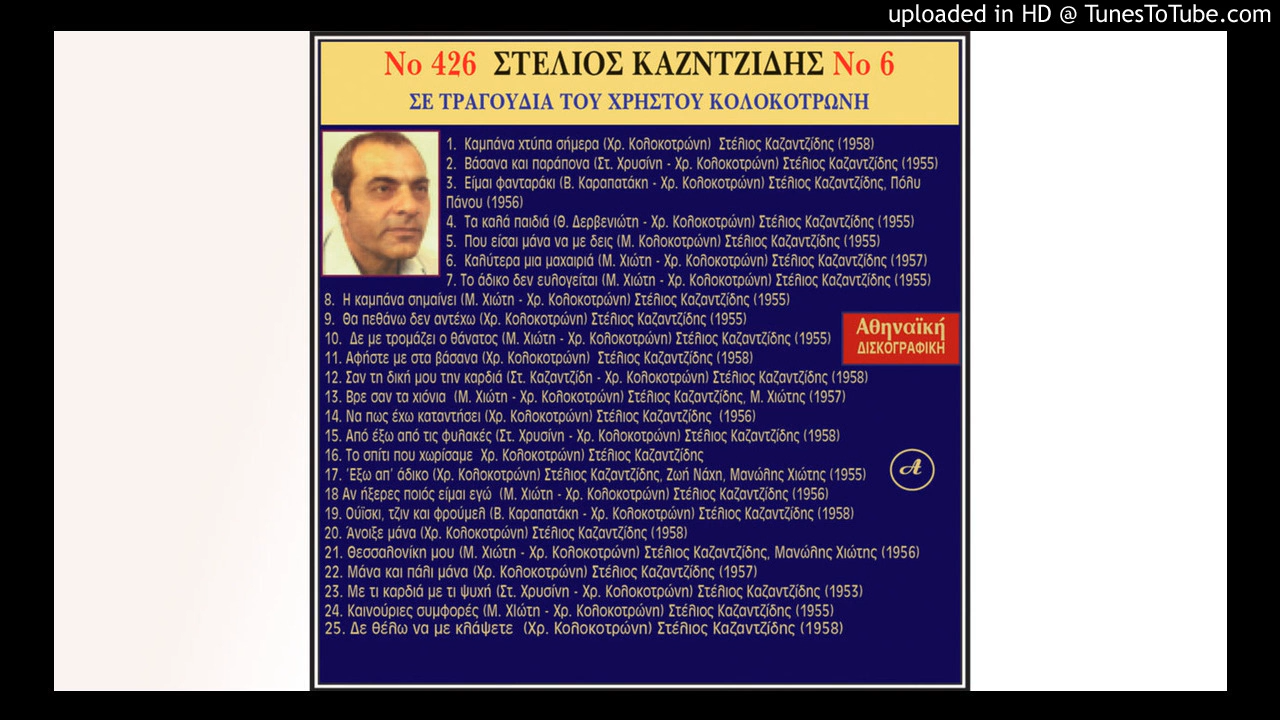 uploaded in HD @ TunesToTube.com
Νο 426 ΣΤΕΛΙΟΣ ΚΑΖΝΤΖΙΔΗΣ Νο 6
ΣΕ ΤΡΑΓΟΥΔΙΑ ΤΟΥ ΧΡΗΣΤΟΥ ΚΟΛΟΚΟΤΡΩΝΗ
1. Καμπάνα χτύπα σήμερα (Χρ. Κολοκοτρώνη) Στέλιος Καζαντζίδης (1958)
2. Βάσανα και παράπονα (Στ. Χρυσίνη - Χρ. Κολοκοτρώνη) Στέλιος Καζαντζίδης (1955)
3. Είμαι φανταράκι (Β. Καραπατάκη - Χρ. Κολοκοτρώνη) Στέλιος Καζαντζίδης, Πόλυ
Πάνου (1956)
4. Τα καλά παιδιά (Θ. Δερβενιώτη - Χρ. Κολοκοτρώνη) Στέλιος Καζαντζίδης (1955)
5. Που είσαι μάνα να με δεις (Μ. Κολοκοτρώνη) Στέλιος Καζαντζίδης (1955)
6. Καλύτερα μια μαχαιριά (Μ. Χιώτη - Χρ. Κολοκοτρώνη) Στέλιος Καζαντζίδης (1957)
7. Το άδικο δεν ευλογείται (Μ. Χιώτη - Χρ. Κολοκοτρώνη) Στέλιος Καζαντζίδης (1955)
8. Η καμπάνα σημαίνει (Μ. Χιώτη - Χρ. Κολοκοτρώνη) Στέλιος Καζαντζίδης (1955)
9. Θα πεθάνω δεν αντέχω (Χρ. Κολοκοτρώνη) Στέλιος Καζαντζίδης (1955)
10. Δε με τρομάζει ο θάνατος (Μ. Χιώτη - Χρ. Κολοκοτρώνη) Στέλιος Καζαντζίδης (1955)
11. Αφήστε με στα βάσανα (Χρ. Κολοκοτρώνη) Στέλιος Καζαντζίδης (1958)
Αθηναϊκή
ΔΙΣΚΟΓΡΑΦΙΚΗ
12. Σαν τη δική μου την καρδιά (Στ. Καζαντζίδη - Χρ. Κολοκοτρώνη) Στέλιος Καζαντζίδης (1958)
13. Βρε σαν τα χιόνια (Μ. Χιώτη - Χρ. Κολοκοτρώνη) Στέλιος Καζαντζίδης, Μ. Χιώτης (1957)
14. Να πως έχω καταντήσει (Χρ. Κολοκοτρώνη) Στέλιος Καζαντζίδης (1956)
15. Από έξω από τις φυλακές (Στ. Χρυσίνη - Χρ. Κολοκοτρώνη) Στέλιος Καζαντζίδης (1958)
16. Το σπίτι που χωρίσαμε Χρ. Κολοκοτρώνη) Στέλιος Καζαντζίδης
17. 'Εξω απ' άδικο (Χρ. Κολοκοτρώνη) Στέλιος Καζαντζίδης, Ζωή Νάχη, Μανώλης Χιώτης (1955)
A
18 Αν ήξερες ποιός είμαι εγώ (Μ. Χιώτη - Χρ. Κολοκοτρώνη) Στέλιος Καζαντζίδης (1956)
19. Ούϊσκι, τζιν και φρούμελ (Β. Καραπατάκη - Χρ. Κολοκοτρώνη) Στέλιος Καζαντζίδης (1958)
20. Άνοιξε μάνα (Χρ. Κολοκοτρώνη) Στέλιος Καζαντζίδης (1958)
21. Θεσσαλονίκη μου (Μ. Χιώτη - Χρ. Κολοκοτρώνη) Στέλιος Καζαντζίδης, Μανώλης Χιώτης (1956)
22. Μάνα και πάλι μάνα (Χρ. Κολοκοτρώνη) Στέλιος Καζαντζίδης (1957)
23. Με τι καρδιά με τι ψυχή (Στ. Χρυσίνη - Χρ. Κολοκοτρώνη) Στέλιος Καζαντζίδης (1953)
24. Καινούριες συμφορές (Μ. ΧΙώτη - Χρ. Κολοκοτρώνη) Στέλιος Καζαντζίδης (1955)
25. Δε θέλω να με κλάψετε (Χρ. Κολοκοτρώνη) Στέλιος Καζαντζίδης (1958)